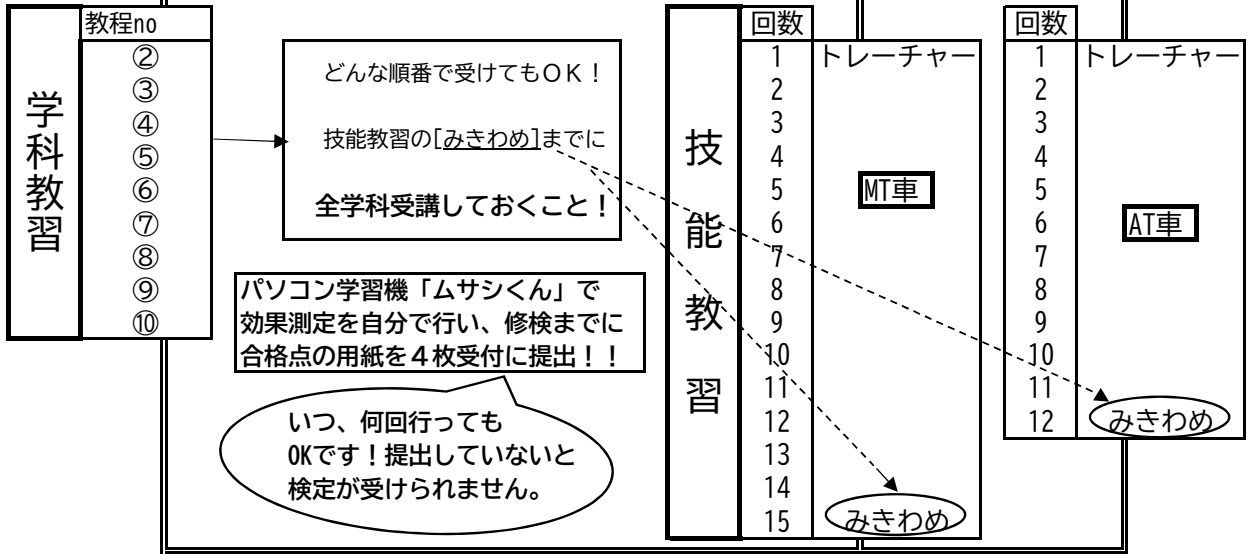 学科教習
教程no
②
③
④
⑤
⑥
⑦
⑧
⑨
⑩
どんな順番で受けてもOK！
技能教習の[みきわめ]までに
全学科受講しておくこと！
パソコン学習機「ムサシくん」で
効果測定を自分で行い、修検までに
合格点の用紙を４枚受付に提出！！
いつ、何回行っても
OKです！提出していないと
検定が受けられません。
技能教習
回数
1 トレーチャー
2
3
4
5
MT車
6
7
8
9
10
11
12
13
14
15 みきわめ
回数
1 トレーチャー
2
3
4
5
6
AT車
7
8
9
10
11
12 みきわめ